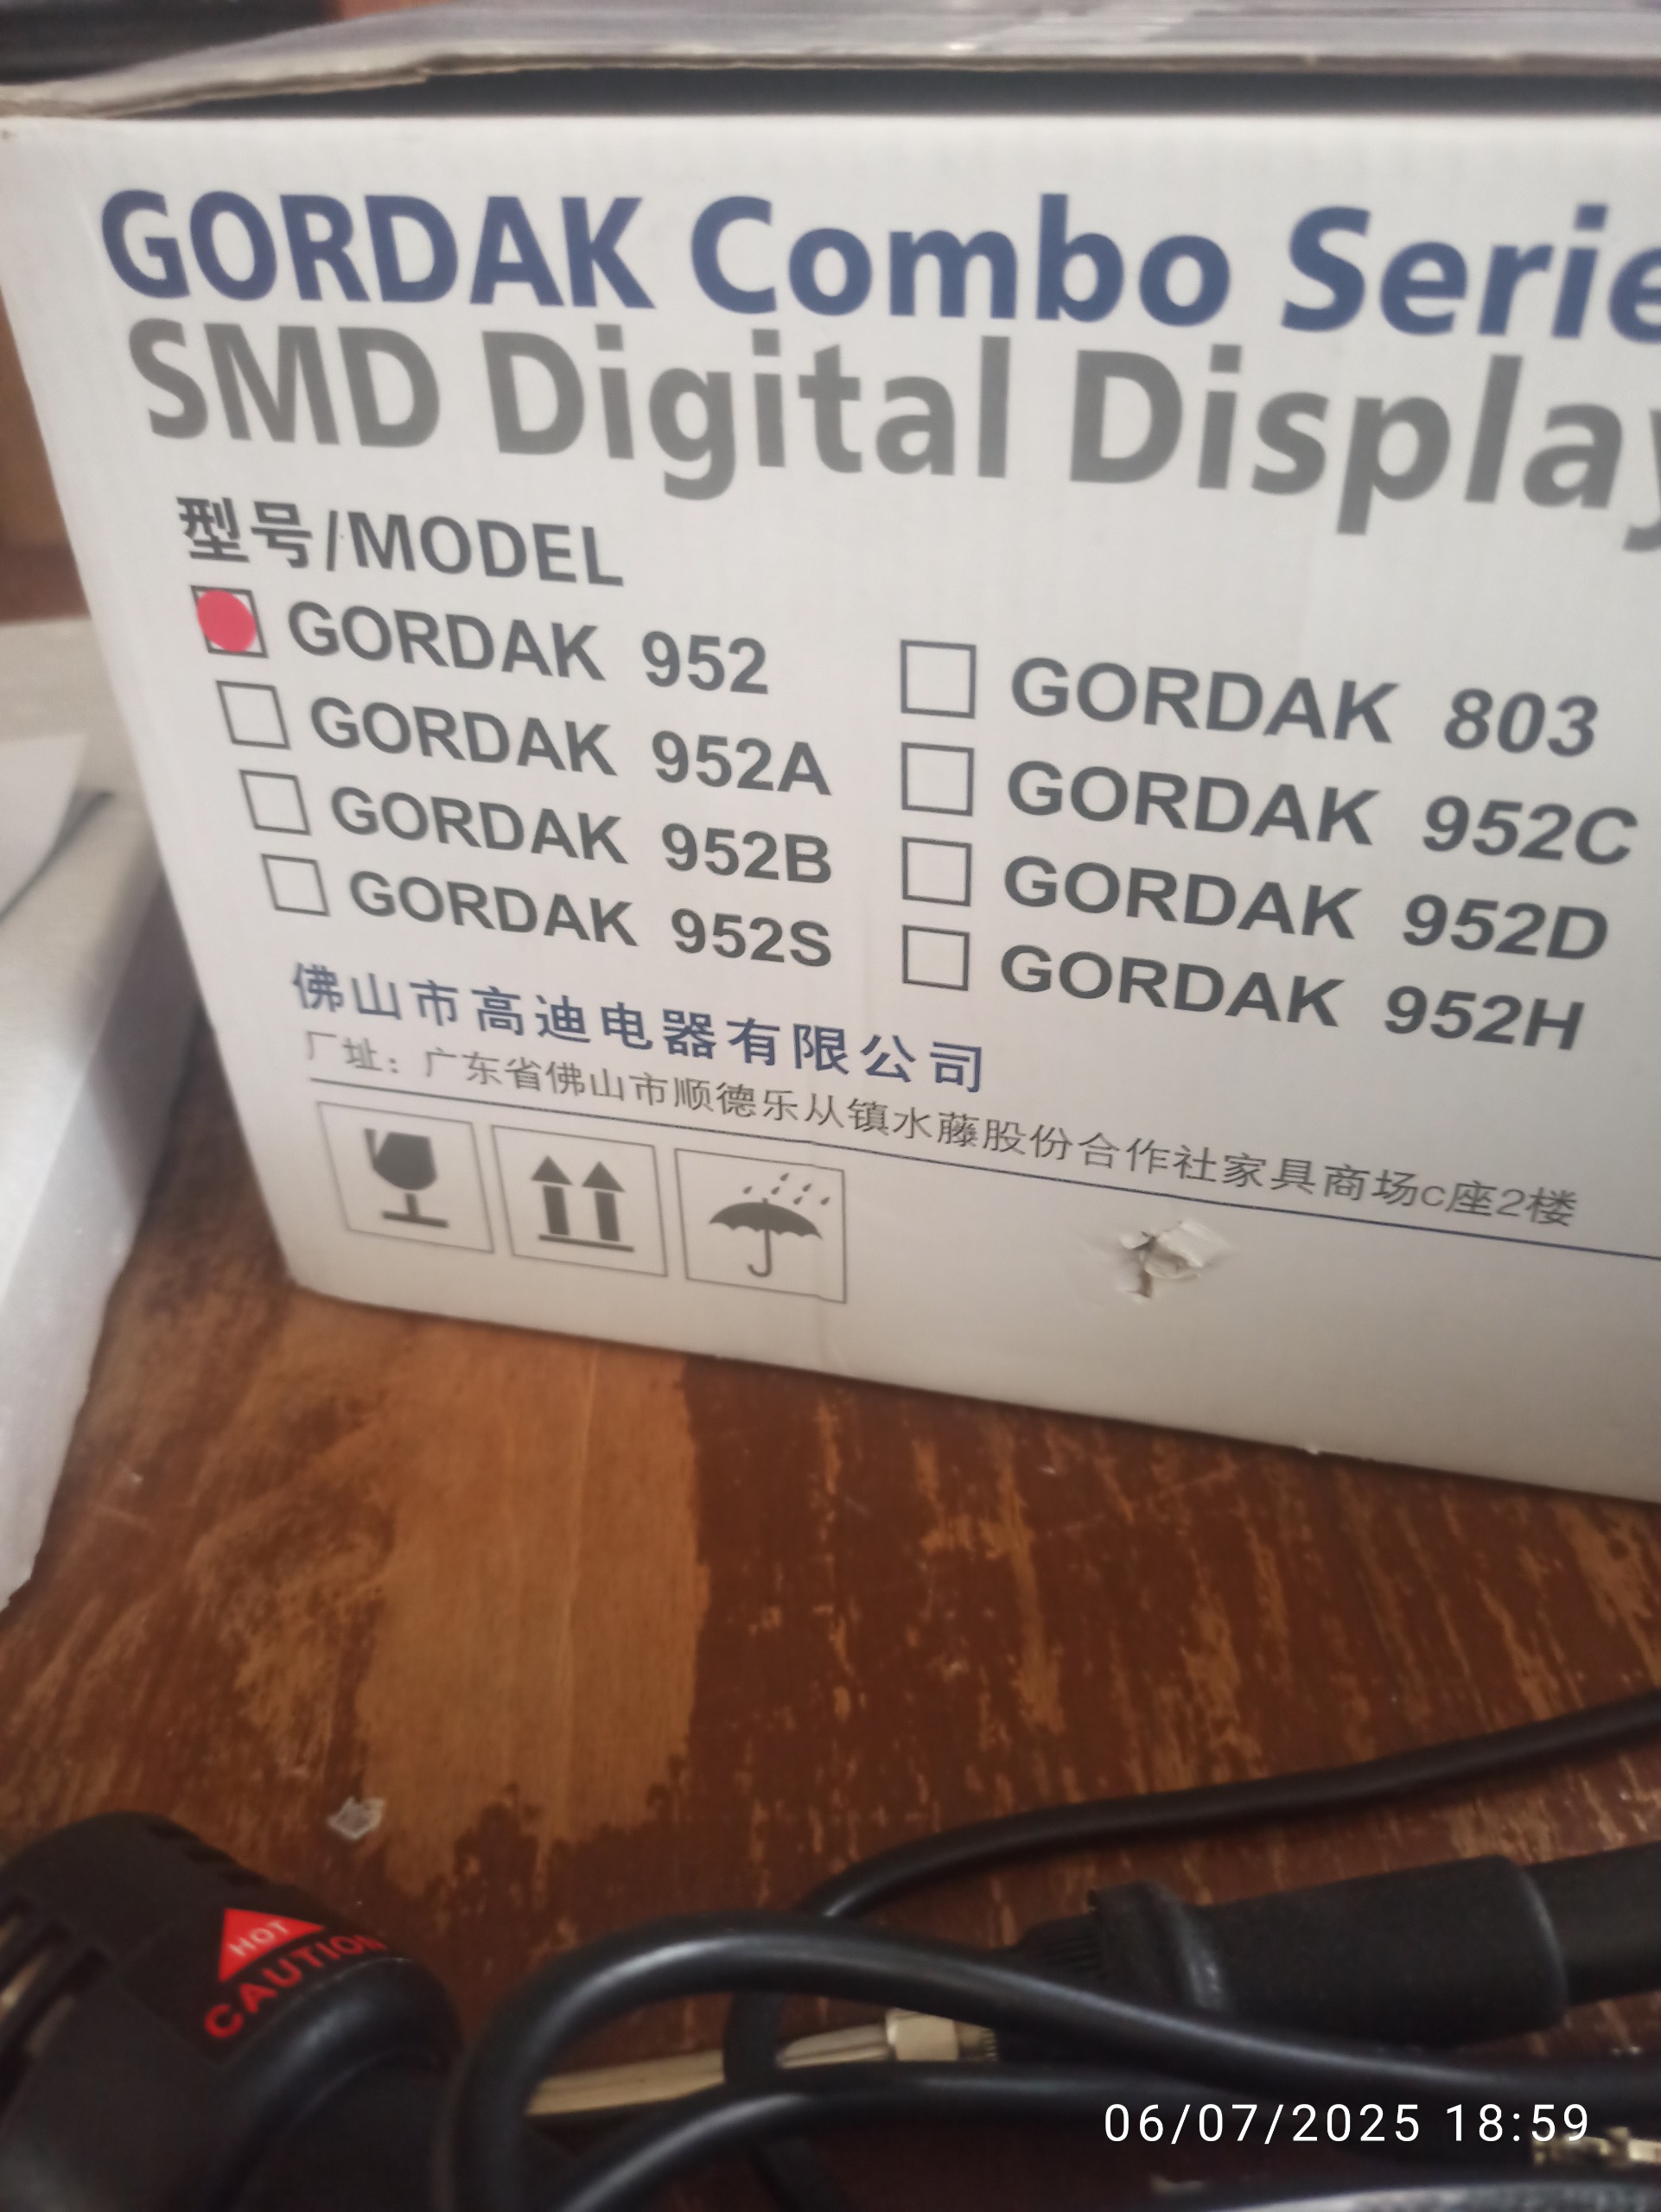 GORDAK Combo Serie
SMD Digital Display
型号/MODEL
GORDAK 952
GORDAK 952A
GORDAK 952B
GORDAK 952S
GORDAK 803
GORDAK 952C
GORDAK 952D
GORDAK 952H
佛山市高迪电器有限公司
厂址：广东省佛山市顺德乐从镇水藤股份合作社家具商场c座2楼
HOT
CAUTION
06/07/2025 18:59